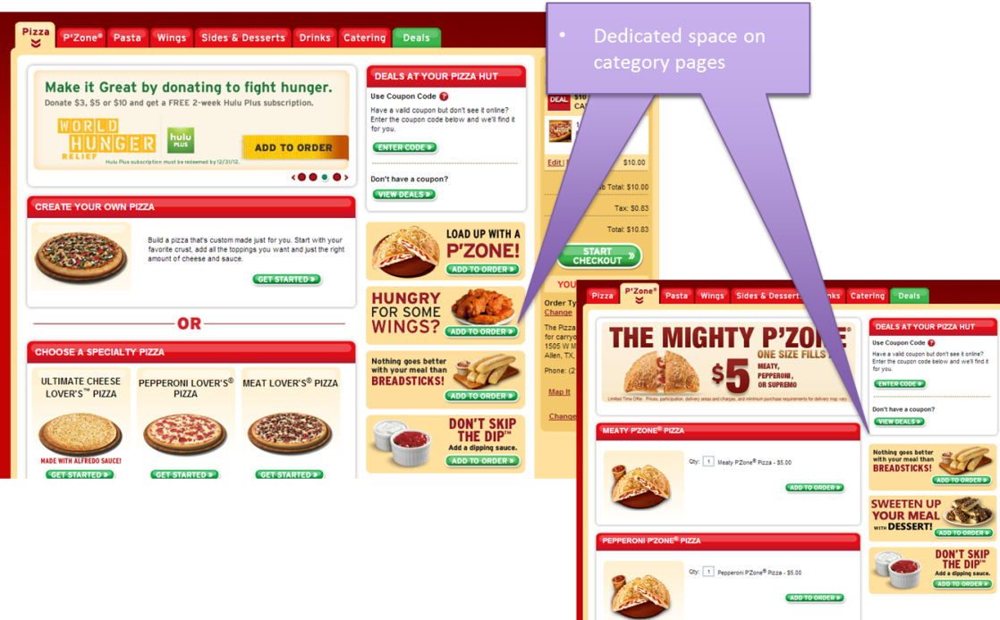 • Dedicated space on
category pages
Pizza
P'Zone®
Pasta
Wings
Sides & Desserts
Drinks
Catering
Deals
Make it Great by donating to fight hunger.
Donate $3, $5 or $10 and get a FREE 2-week Hulu Plus subscription.
WORLD
HUNGER
RELIEF
hulu
PLUS
ADD TO ORDER
Hulu Plus subscription must be redeemed by 12/31/12.
CREATE YOUR OWN PIZZA
Build a pizza that's custom made just for you. Start with your
favorite crust, add all the toppings you want and just the right
amount of cheese and sauce.
GET STARTED »
OR
CHOOSE A SPECIALTY PIZZA
ULTIMATE CHEESE
LOVER'S™ PIZZA
MADE WITH ALFREDO SAUCE!
GET STARTED »
PEPPERONI LOVER'S®
PIZZA
GET STARTED »
MEAT LOVER'S® PIZZA
GET STARTED »
DEALS AT YOUR PIZZA HUT
Use Coupon Code ?
Have a valid coupon but don't see it online?
Enter the coupon code below and we'll find it
for you.
ENTER CODE »
Don't have a coupon?
VIEW DEALS »
LOAD UP WITH A
P'ZONE!
ADD TO ORDER »
HUNGRY
FOR SOME
WINGS?
ADD TO ORDER »
Nothing goes better
with your meal than
BREADSTICKS!
ADD TO ORDER »
DON'T SKIP
THE DIP™
Add a dipping sauce.
ADD TO ORDER »
DEAL $10
CA
1
Edit $10.00
Total: $10.00
Tax: $0.83
Total: $10.83
START
CHECKOUT »
YOU
Order Ty
Change
The Pizza
for carryo
1505 W M
Allen, TX,
Phone: (2
Map It
Change
Pizza
P'Zone®
Pasta
Wings
Sides & Dessert
nks
Catering
Deals
THE MIGHTY P'ZONE®
ONE SIZE FILLS
$5
MEATY,
PEPPERONI,
OR SUPREMO
Limited Time Offer. Prices, participation, delivery areas and charges, and minimum purchase requirements for delivery may vary.
MEATY P'ZONE® PIZZA
Qty: 1 Meaty P'Zone® Pizza - $5.00
ADD TO ORDER »
PEPPERONI P'ZONE® PIZZA
Qty: 1 Pepperoni P'Zone® Pizza - $5.00
ADD TO ORDER »
DEALS AT YOUR PIZZA HUT
Use Coupon Code ?
Have a valid coupon but don't see it online?
Enter the coupon code below and we'll find it
for you.
ENTER CODE »
Don't have a coupon?
VIEW DEALS »
Nothing goes better
with your meal than
BREADSTICKS!
ADD TO ORDER »
SWEETEN UP
YOUR MEAL
WITH DESSERT!
ADD TO ORDER »
DON'T SKIP
THE DIP™
Add a dipping sauce.
ADD TO ORDER »